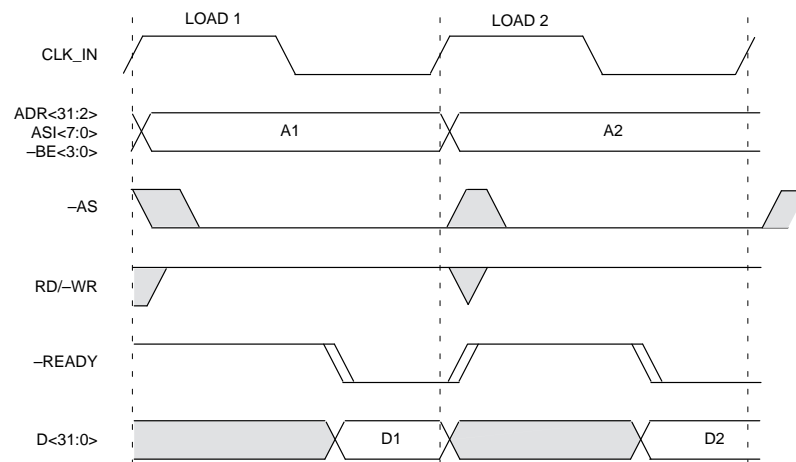 LOAD 1
LOAD 2
CLK_IN
ADR<31:2>
ASI<7:0>
–BE<3:0>
A1
A2
–AS
RD/–WR
–READY
D<31:0>
D1
D2